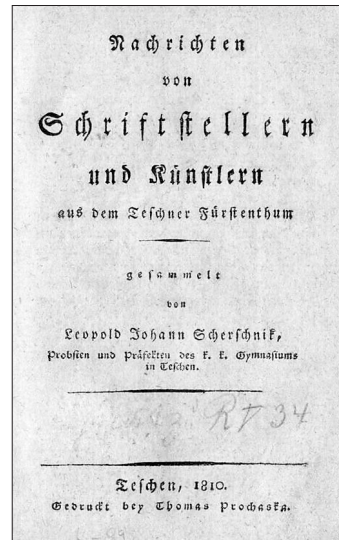 Nachrichten
von
Schriftstellern
und Künstlern
aus dem Teschner Fürstenthum
gesammelt
von
Leopold Johann Scherschnik,
Probsten und Präfekten des k. k. Gymnasiums
in Teschen.
RT 34
Teschen, 1810.
Gedruckt bey Thomas Prochaska.